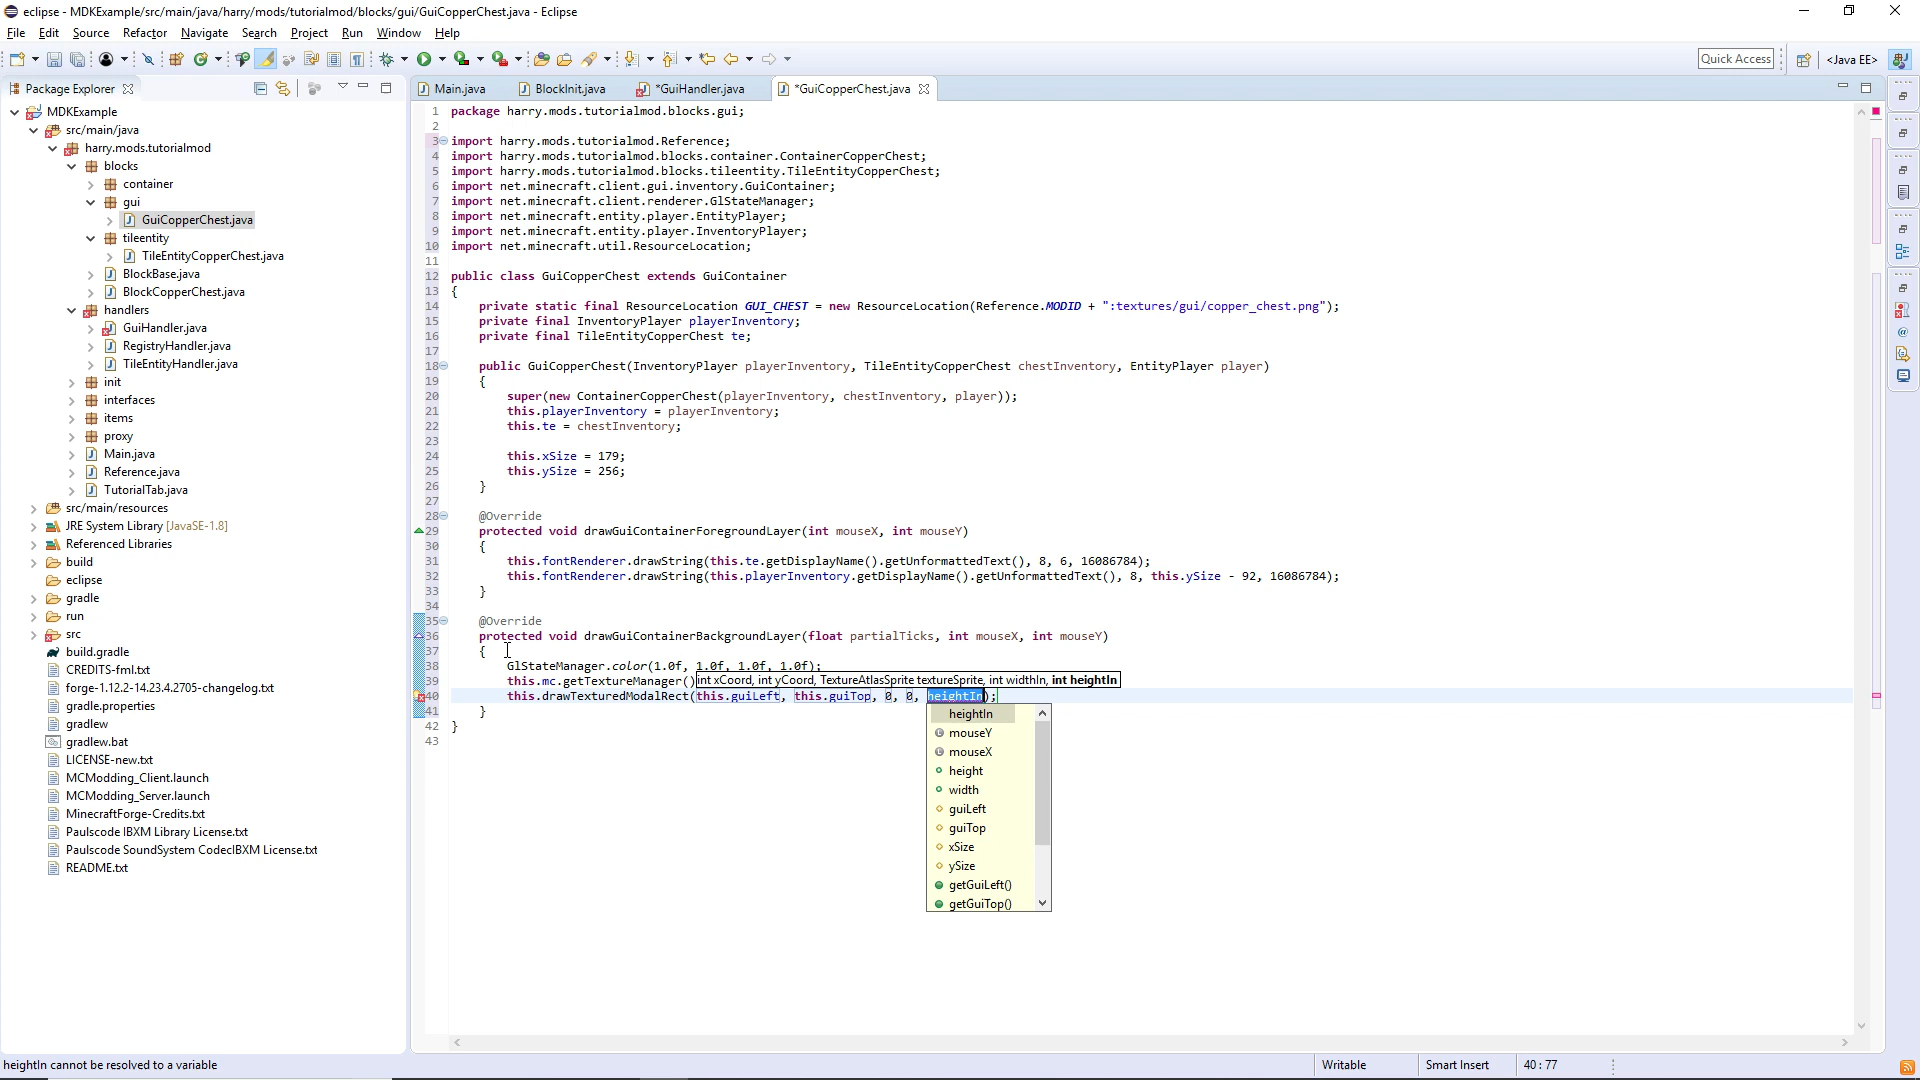 eclipse - MDKExample/src/main/java/harry/mods/tutorialmod/blocks/gui/GuiCopperChest.java - Eclipse
File Edit Source Refactor Navigate Search Project Run Window Help
Quick Access <Java EE>
Package Explorer
Main.java BlockInit.java *GuiHandler.java *GuiCopperChest.java
MDKExample
src/main/java
harry.mods.tutorialmod
blocks
container
gui
GuiCopperChest.java
tileentity
TileEntityCopperChest.java
BlockBase.java
BlockCopperChest.java
handlers
GuiHandler.java
RegistryHandler.java
TileEntityHandler.java
init
interfaces
items
proxy
Main.java
Reference.java
TutorialTab.java
src/main/resources
JRE System Library [JavaSE-1.8]
Referenced Libraries
build
eclipse
gradle
run
src
build.gradle
CREDITS-fml.txt
forge-1.12.2-14.23.4.2705-changelog.txt
gradle.properties
gradlew
gradlew.bat
LICENSE-new.txt
MCModding_Client.launch
MCModding_Server.launch
MinecraftForge-Credits.txt
Paulscode IBXM Library License.txt
Paulscode SoundSystem CodecIBXM License.txt
README.txt
1 package harry.mods.tutorialmod.blocks.gui;
2
3 import harry.mods.tutorialmod.Reference;
4 import harry.mods.tutorialmod.blocks.container.ContainerCopperChest;
5 import harry.mods.tutorialmod.blocks.tileentity.TileEntityCopperChest;
6 import net.minecraft.client.gui.inventory.GuiContainer;
7 import net.minecraft.client.renderer.GlStateManager;
8 import net.minecraft.entity.player.EntityPlayer;
9 import net.minecraft.entity.player.InventoryPlayer;
10 import net.minecraft.util.ResourceLocation;
11
12 public class GuiCopperChest extends GuiContainer
13 {
14 private static final ResourceLocation GUI_CHEST = new ResourceLocation(Reference.MODID + ":textures/gui/copper_chest.png");
15 private final InventoryPlayer playerInventory;
16 private final TileEntityCopperChest te;
17
18 public GuiCopperChest(InventoryPlayer playerInventory, TileEntityCopperChest chestInventory, EntityPlayer player)
19 {
20 super(new ContainerCopperChest(playerInventory, chestInventory, player));
21 this.playerInventory = playerInventory;
22 this.te = chestInventory;
23
24 this.xSize = 179;
25 this.ySize = 256;
26 }
27
28 @Override
29 protected void drawGuiContainerForegroundLayer(int mouseX, int mouseY)
30 {
31 this.fontRenderer.drawString(this.te.getDisplayName().getUnformattedText(), 8, 6, 16086784);
32 this.fontRenderer.drawString(this.playerInventory.getDisplayName().getUnformattedText(), 8, this.ySize - 92, 16086784);
33 }
34
35 @Override
36 protected void drawGuiContainerBackgroundLayer(float partialTicks, int mouseX, int mouseY)
37 {
38 GlStateManager.color(1.0f, 1.0f, 1.0f, 1.0f);
39 this.mc.getTextureManager()
int xCoord, int yCoord, TextureAtlasSprite textureSprite, int widthIn, int heightIn
40 this.drawTexturedModalRect(this.guiLeft, this.guiTop, 0, 0, heightIn);
41 }
42 }
43
heightIn
mouseY
mouseX
height
width
guiLeft
guiTop
xSize
ySize
getGuiLeft()
getGuiTop()
heightIn cannot be resolved to a variable Writable Smart Insert 40 : 77